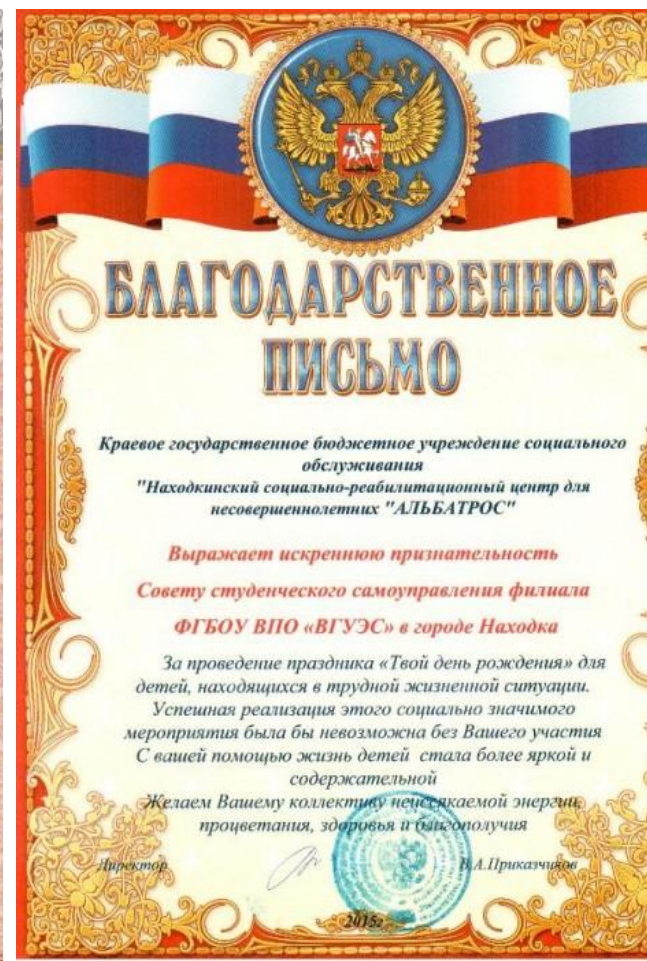 БЛАГОДАРСТВЕННОЕ
ПИСЬМО
Краевое государственное бюджетное учреждение социального
обслуживания
"Находкинский социально-реабилитационный центр для
несовершеннолетних "АЛЬБАТРОС"
Выражает искреннюю признательность
Совету студенческого самоуправления филиала
ФГБОУ ВПО «ВГУЭС» в городе Находка
За проведение праздника «Твой день рождения» для
детей, находящихся в трудной жизненной ситуации.
Успешная реализация этого социально значимого
мероприятия была бы невозможна без Вашего участия
С вашей помощью жизнь детей стала более яркой и
содержательной
Желаем Вашему коллективу неиссякаемой энергии,
процветания, здоровья и благополучия
Директор В.А.Приказчиков
2015г